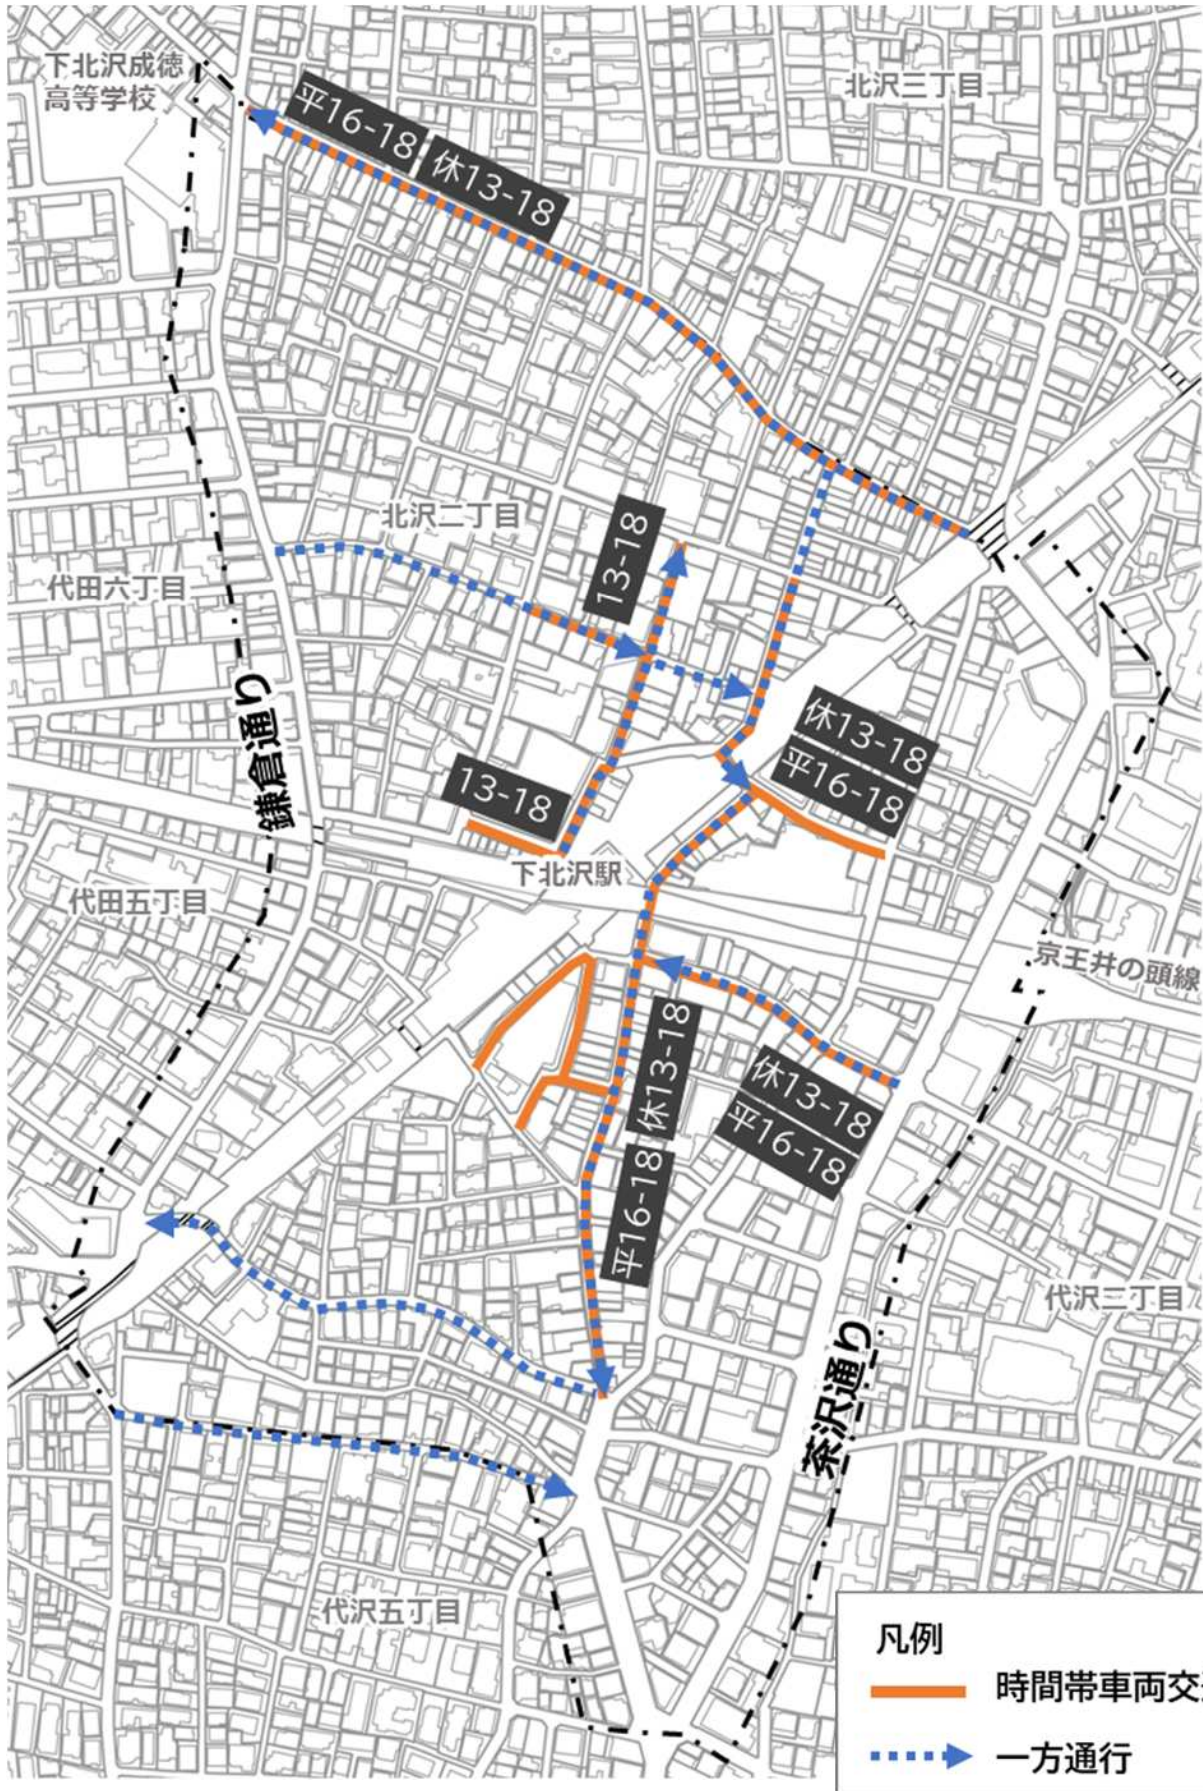 下北沢成徳
高等学校
北沢三丁目
平16-18
休13-18
北沢二丁目
13-18
代田六丁目
鎌倉通り
休13-18
平16-18
13-18
下北沢駅
代田五丁目
京王井の頭線
休13-18
平16-18
休13-18
平16-18
代沢二丁目
茶沢通り
代沢五丁目
凡例
時間帯車両交
一方通行